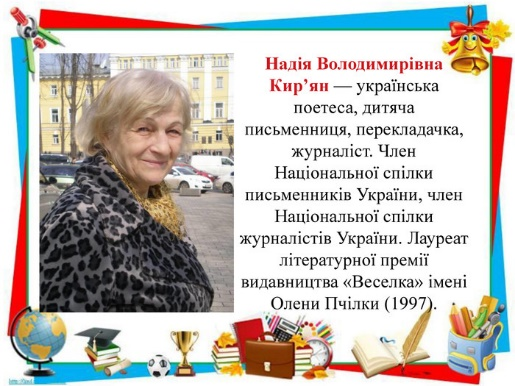 Надія Володимирівна
Кир’ян — українська
поетеса, дитяча
письменниця, перекладачка,
журналіст. Член
Національної спілки
письменників України, член
Національної спілки
журналістів України. Лауреат
літературної премії
видавництва «Веселка» імені
Олени Пчілки (1997).